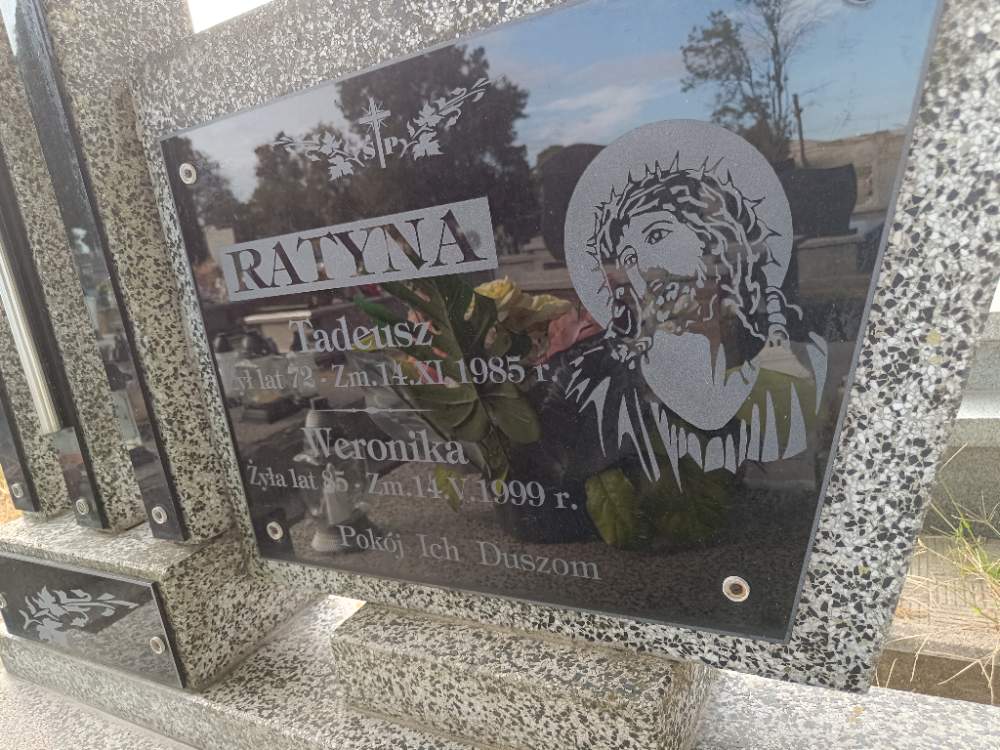 Ś P
RATYNA
Tadeusz
Żył lat 72 - Zm. 14.XI.1985 r.
Weronika
Żyła lat 85 - Zm. 14.V.1999 r.
Pokój Ich Duszom